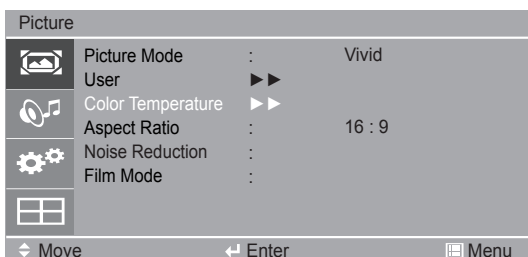 Picture
Picture Mode : Vivid
User ►►
Color Temperature ►►
Aspect Ratio : 16 : 9
Noise Reduction :
Film Mode :
Move Enter Menu